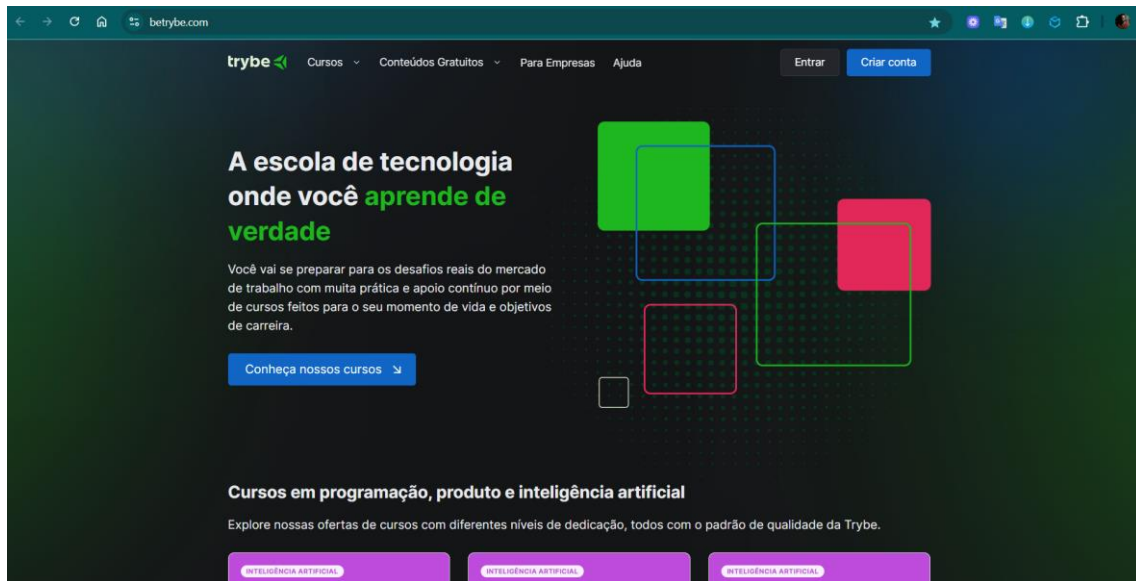 betrybe.com
trybe Cursos Conteúdos Gratuitos Para Empresas Ajuda Entrar Criar conta
A escola de tecnologia
onde você aprende de
verdade
Você vai se preparar para os desafios reais do mercado
de trabalho com muita prática e apoio contínuo por meio
de cursos feitos para o seu momento de vida e objetivos
de carreira.
Conheça nossos cursos
Cursos em programação, produto e inteligência artificial
Explore nossas ofertas de cursos com diferentes níveis de dedicação, todos com o padrão de qualidade da Trybe.
INTELIGÊNCIA ARTIFICIAL INTELIGÊNCIA ARTIFICIAL INTELIGÊNCIA ARTIFICIAL